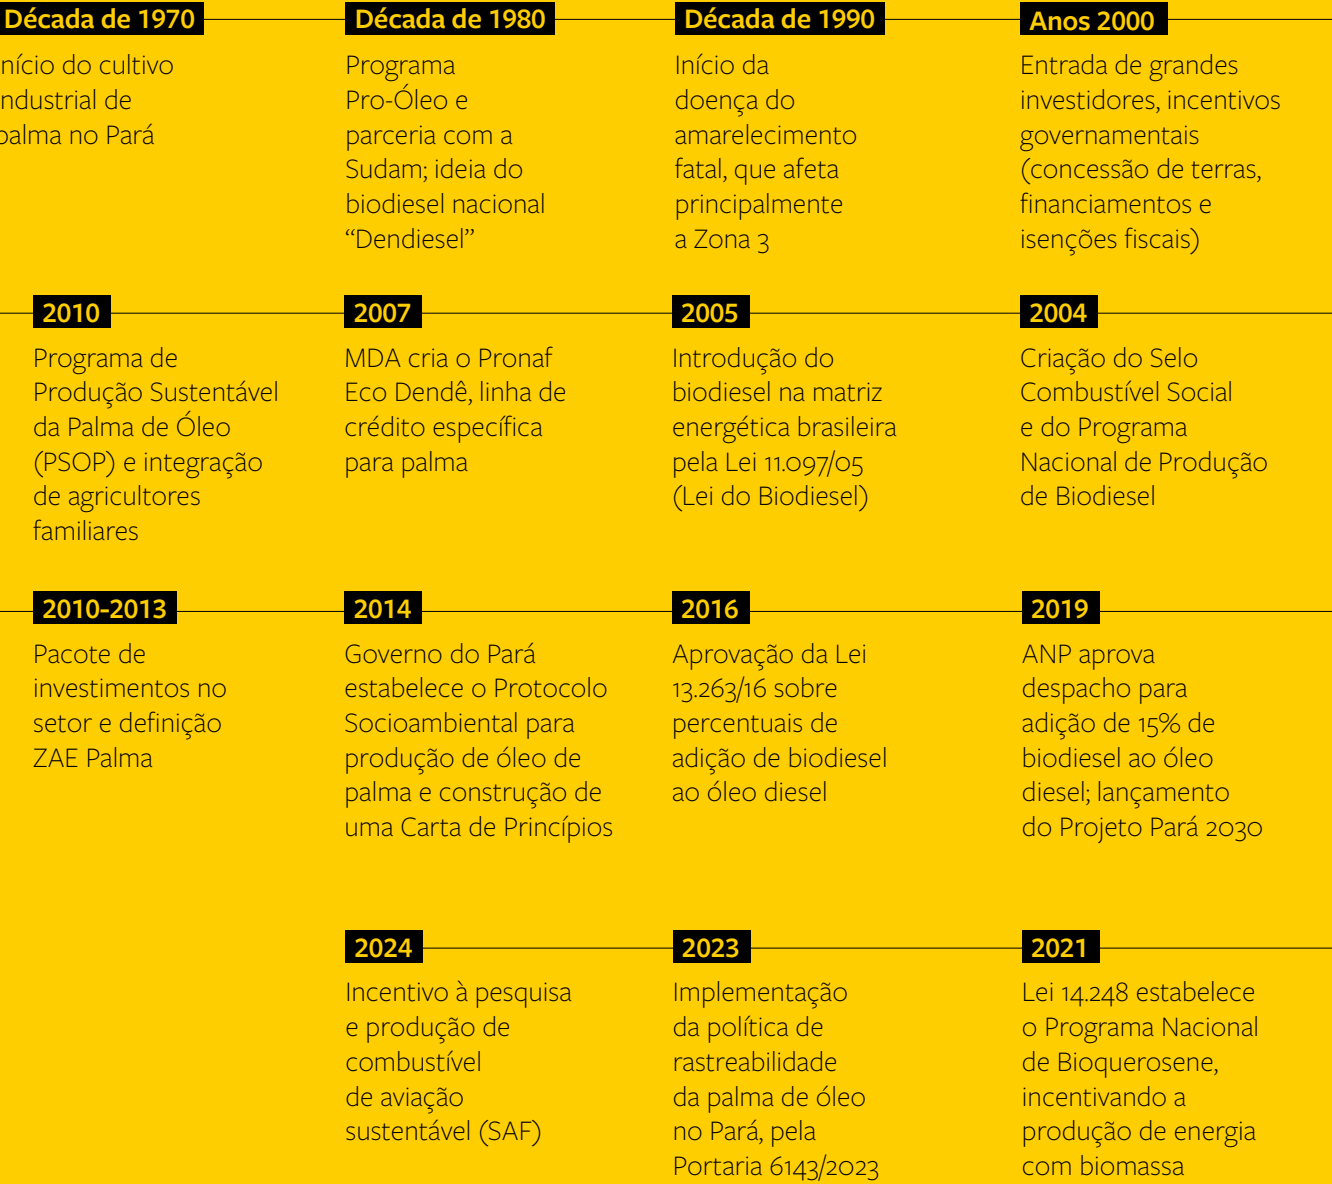 Década de 1970
nício do cultivo
ndustrial de
palma no Pará
Década de 1980
Programa
Pro-Óleo e
parceria com a
Sudam; ideia do
biodiesel nacional
“Dendiesel”
Década de 1990
Início da
doença do
amarelecimento
fatal, que afeta
principalmente
a Zona 3
Anos 2000
Entrada de grandes
investidores, incentivos
governamentais
(concessão de terras,
financiamentos e
isenções fiscais)
2010
Programa de
Produção Sustentável
da Palma de Óleo
(PSOP) e integração
de agricultores
familiares
2007
MDA cria o Pronaf
Eco Dendê, linha de
crédito específica
para palma
2005
Introdução do
biodiesel na matriz
energética brasileira
pela Lei 11.097/05
(Lei do Biodiesel)
2004
Criação do Selo
Combustível Social
e do Programa
Nacional de Produção
de Biodiesel
2010-2013
Pacote de
investimentos no
setor e definição
ZAE Palma
2014
Governo do Pará
estabelece o Protocolo
Socioambiental para
produção de óleo de
palma e construção de
uma Carta de Princípios
2016
Aprovação da Lei
13.263/16 sobre
percentuais de
adição de biodiesel
ao óleo diesel
2019
ANP aprova
despacho para
adição de 15% de
biodiesel ao óleo
diesel; lançamento
do Projeto Pará 2030
2024
Incentivo à pesquisa
e produção de
combustível
de aviação
sustentável (SAF)
2023
Implementação
da política de
rastreabilidade
da palma de óleo
no Pará, pela
Portaria 6143/2023
2021
Lei 14.248 estabelece
o Programa Nacional
de Bioquerosene,
incentivando a
produção de energia
com biomassa